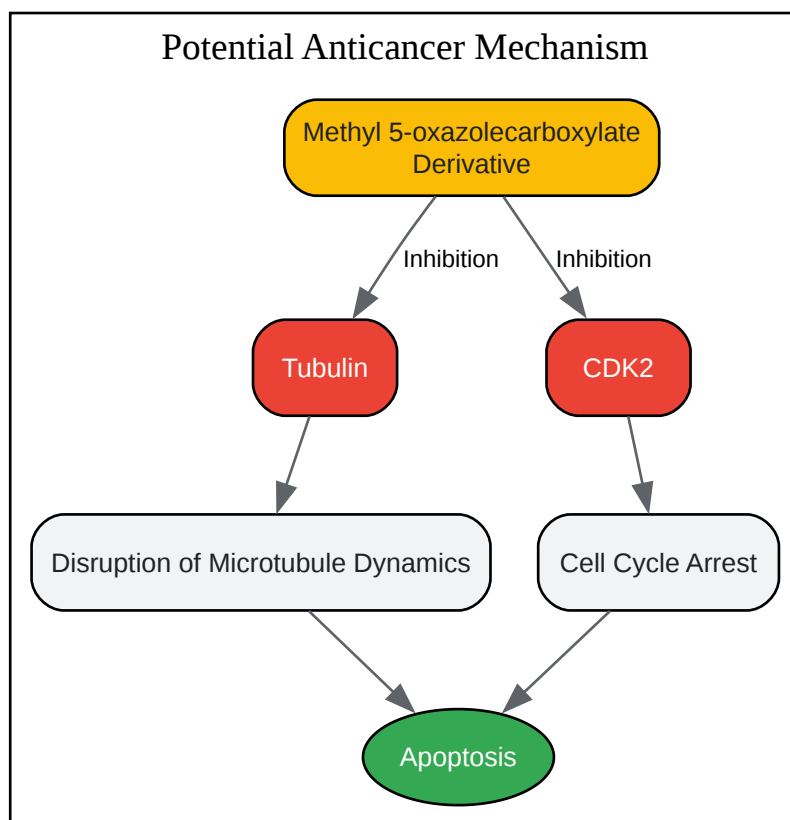 Potential Anticancer Mechanism
Methyl 5-oxazolecarboxylate
Derivative
Inhibition
Inhibition
Tubulin
CDK2
Disruption of Microtubule Dynamics
Cell Cycle Arrest
Apoptosis